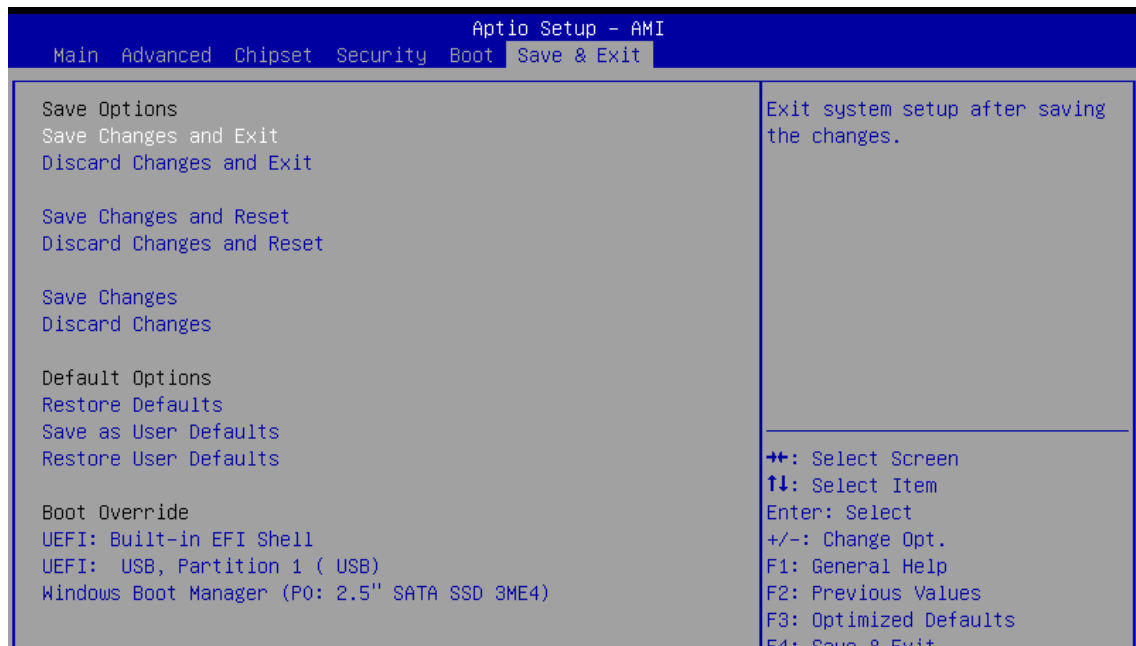 Aptio Setup – AMI
Main Advanced Chipset Security Boot Save & Exit
Save Options
Save Changes and Exit
Discard Changes and Exit
Save Changes and Reset
Discard Changes and Reset
Save Changes
Discard Changes
Default Options
Restore Defaults
Save as User Defaults
Restore User Defaults
Boot Override
UEFI: Built-in EFI Shell
UEFI:  USB, Partition 1 ( USB)
Windows Boot Manager (P0: 2.5" SATA SSD 3ME4)
Exit system setup after saving
the changes.
→←: Select Screen
↑↓: Select Item
Enter: Select
+/-: Change Opt.
F1: General Help
F2: Previous Values
F3: Optimized Defaults
F4: Save & Exit